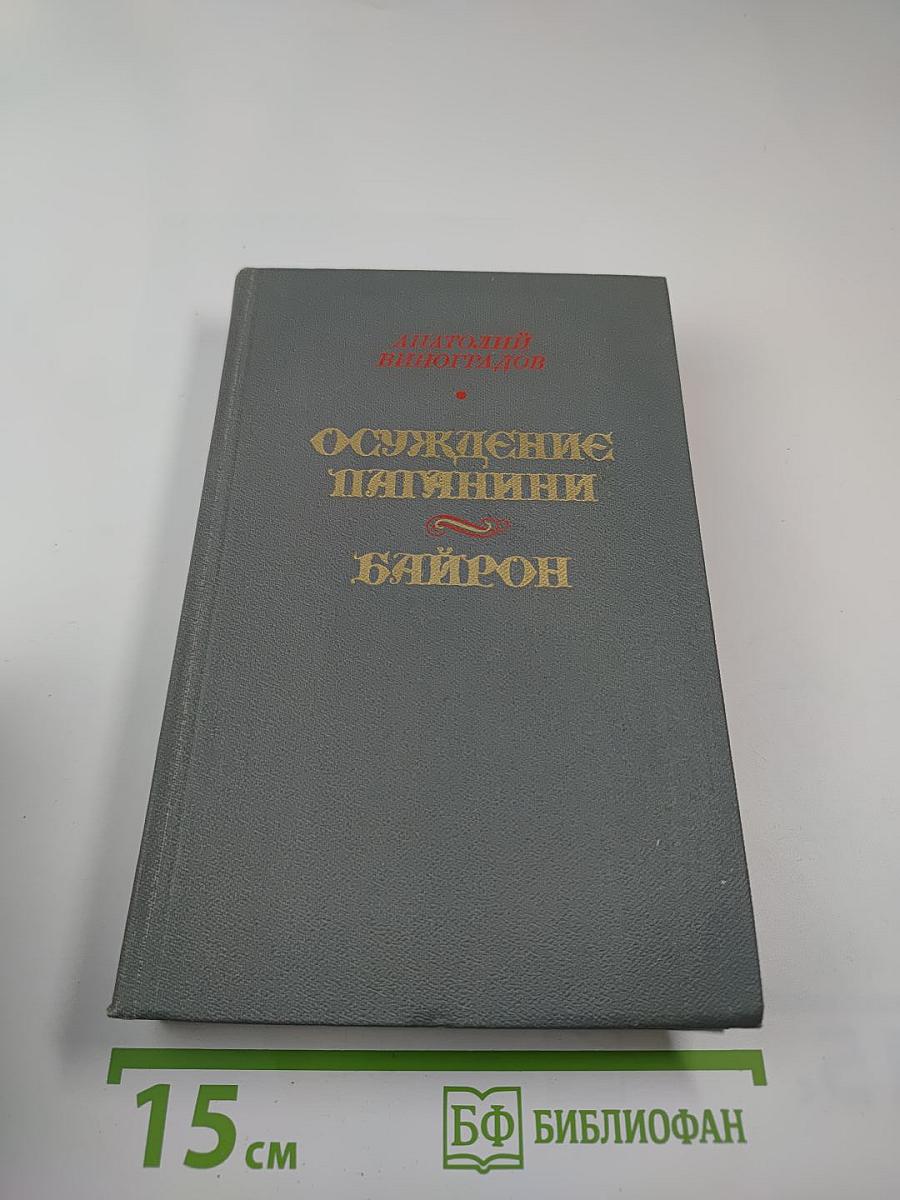 АНАТОЛИЙ
ВИНОГРАДОВ
ОСУЖДЕНИЕ
ПАГАНИНИ
БАЙРОН
15 см
БФ БИБЛИОФАН